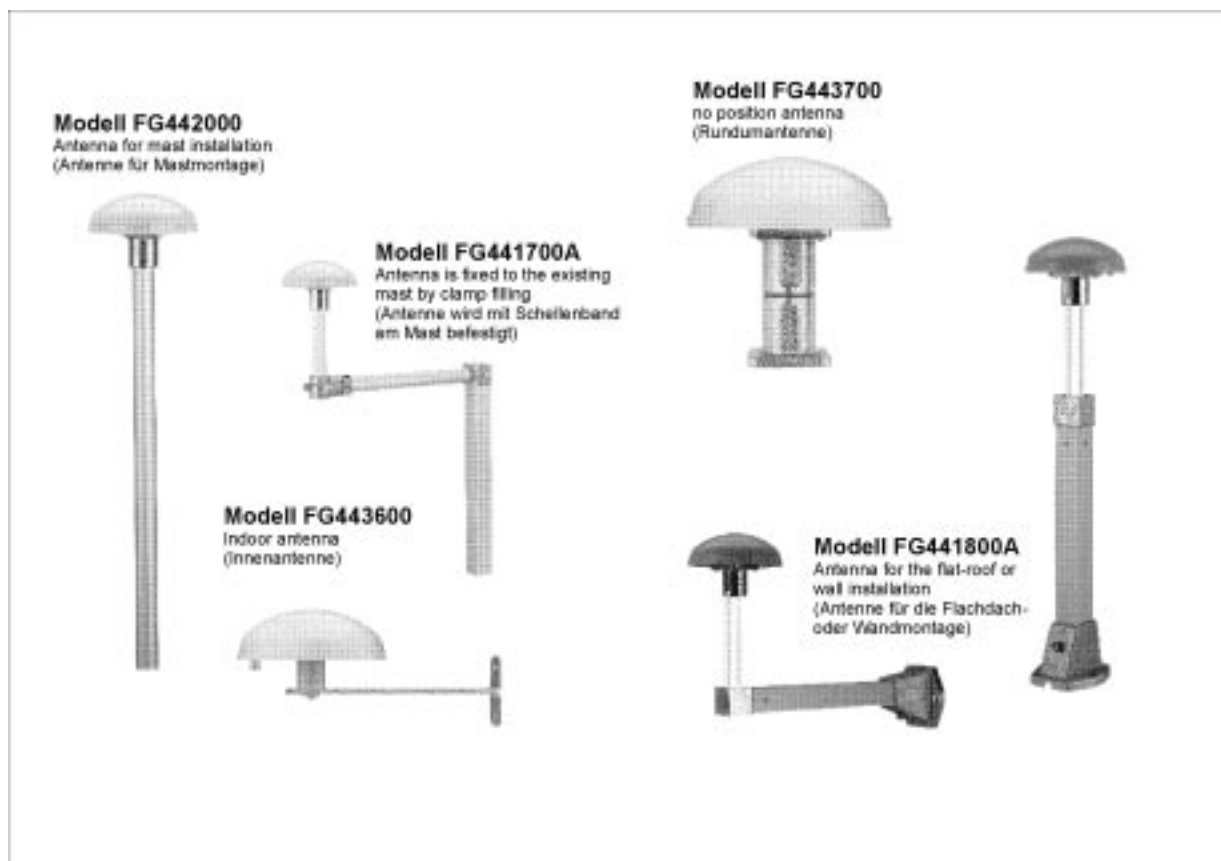 Modell FG442000
Antenna for mast installation
(Antenne für Mastmontage)
Modell FG441700A
Antenna is fixed to the existing
mast by clamp filling
(Antenne wird mit Schellenband
am Mast befestigt)
Modell FG443600
Indoor antenna
(Innenantenne)
Modell FG443700
no position antenna
(Rundumantenne)
Modell FG441800A
Antenna for the flat-roof or
wall installation
(Antenne für die Flachdach-
oder Wandmontage)